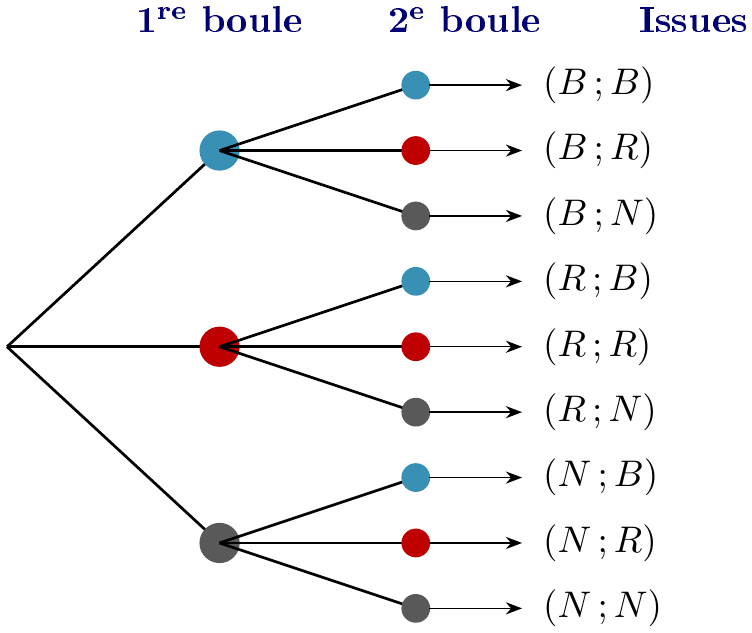 1re boule 2e boule Issues
(B ; B)
(B ; R)
(B ; N)
(R ; B)
(R ; R)
(R ; N)
(N ; B)
(N ; R)
(N ; N)